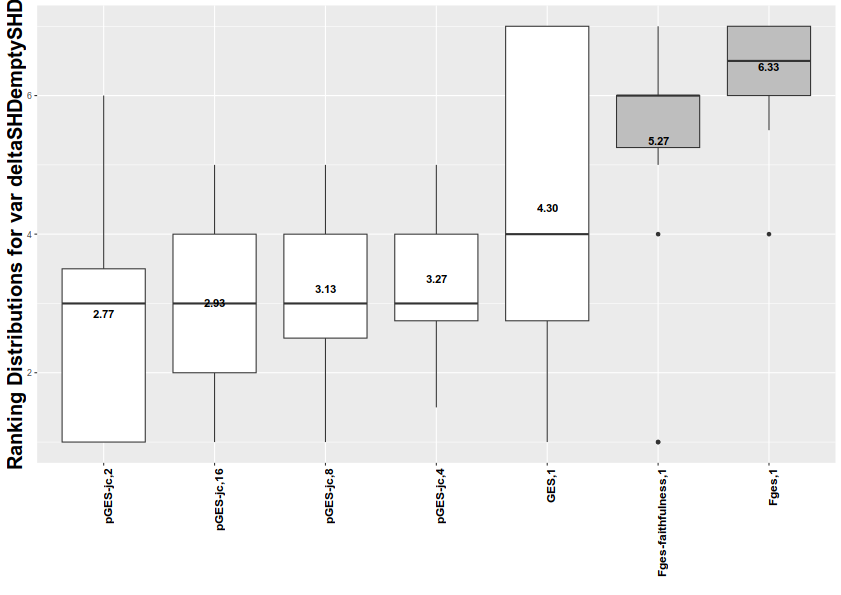 Ranking Distributions for var deltaSHDemptySHD
6
4
2
2.77
2.93
3.13
3.27
4.30
5.27
6.33
pGES-jc,2
pGES-jc,16
pGES-jc,8
pGES-jc,4
GES,1
Fges-faithfulness,1
Fges,1